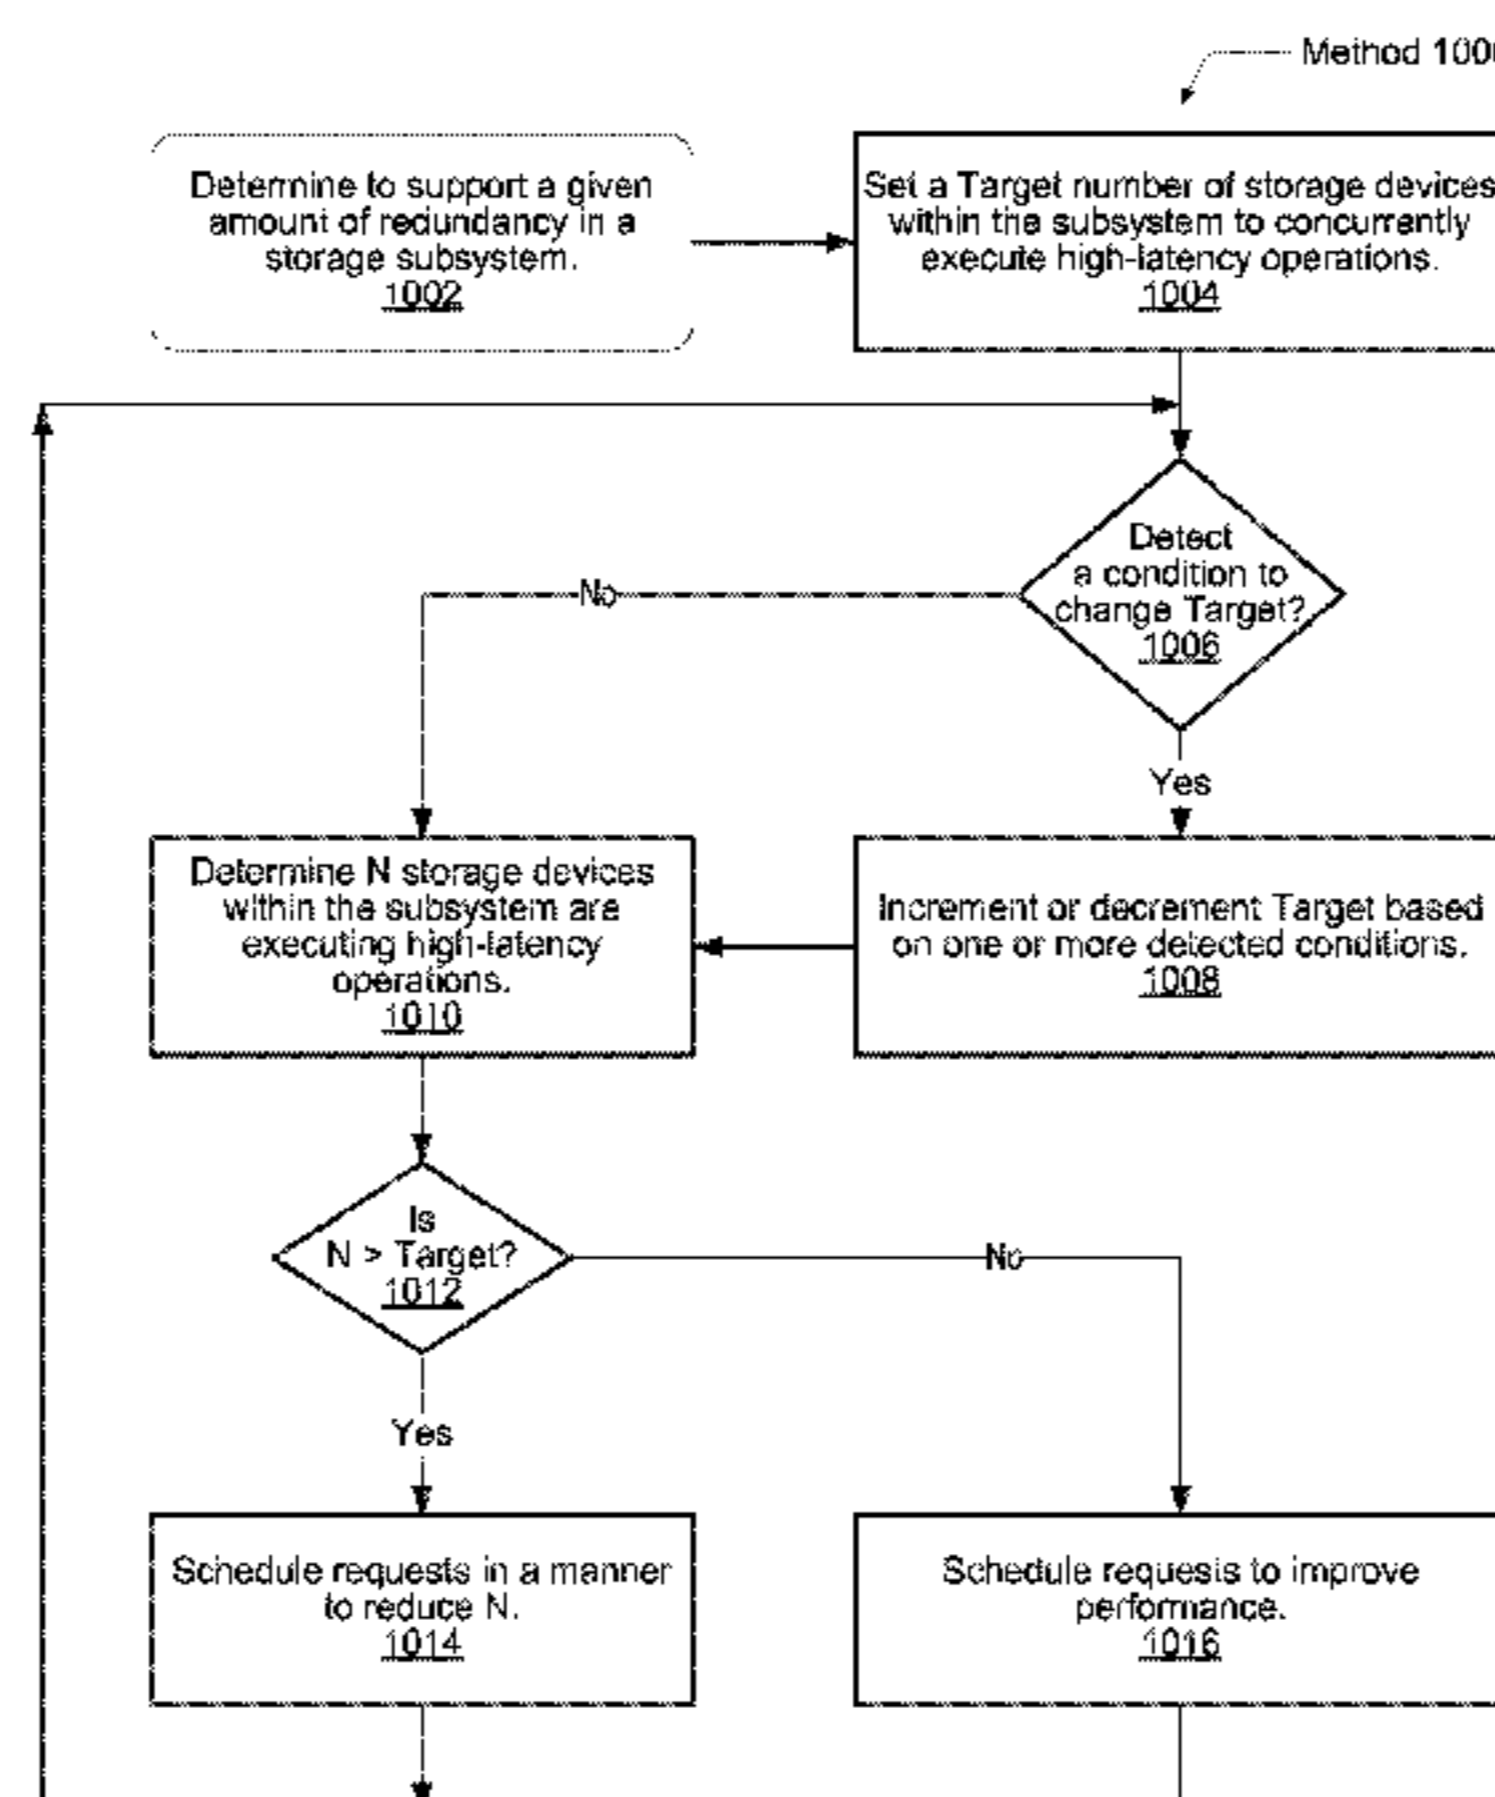 Method 100
Determine to support a given
amount of redundancy in a
storage subsystem.
1002
Set a Target number of storage devices
within the subsystem to concurrently
execute high-latency operations.
1004
Detect
a condition to
change Target?
1006
No
Yes
Determine N storage devices
within the subsystem are
executing high-latency
operations.
1010
Increment or decrement Target based
on one or more detected conditions.
1008
Is
N > Target?
1012
No
Yes
Schedule requests in a manner
to reduce N.
1014
Schedule requests to improve
performance.
1016